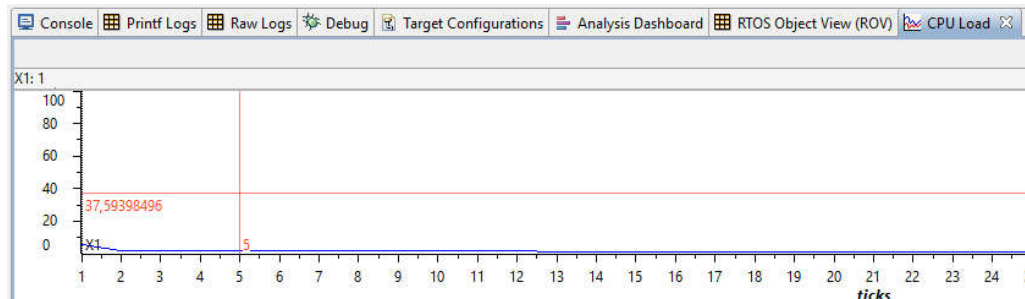 Console Printf Logs Raw Logs Debug Target Configurations Analysis Dashboard RTOS Object View (ROV) CPU Load
X1: 1
100
80
60
40
37,59398496
20
0 X1 5
1 2 3 4 5 6 7 8 9 10 11 12 13 14 15 16 17 18 19 20 21 22 23 24
ticks